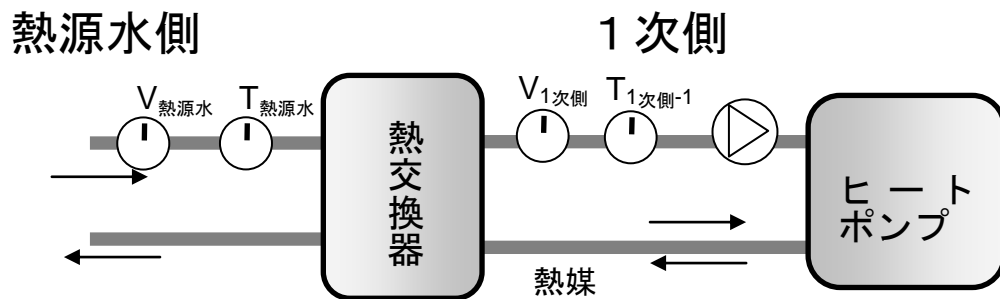 熱源水側
1次側
V熱源水
T熱源水
V1次側
T1次側-1
熱交換器
ヒート
ポンプ
熱媒